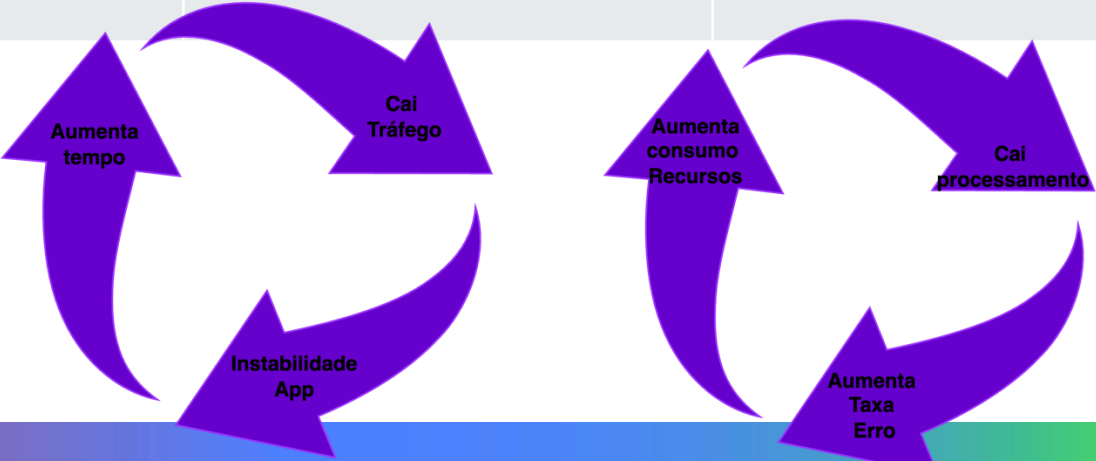 Aumenta
tempo
Cai
Tráfego
Instabilidade
App
Aumenta
consumo
Recursos
Cai
processamento
Aumenta
Taxa
Erro